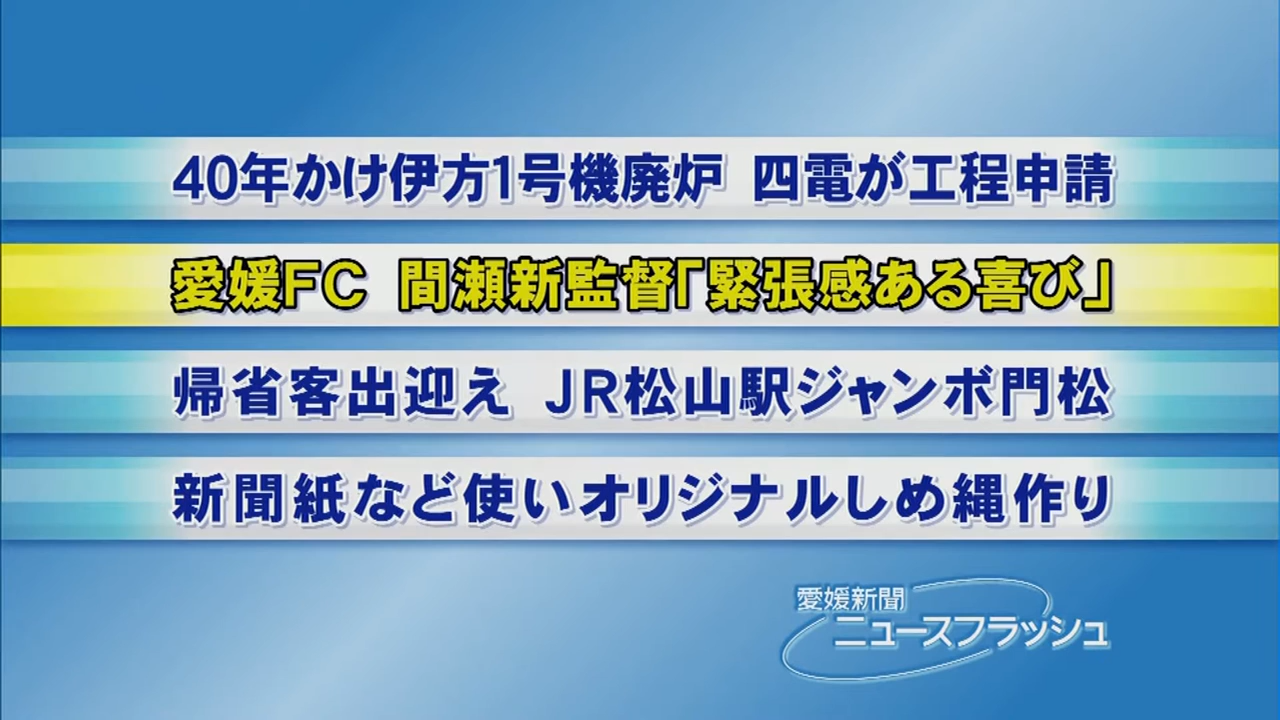 40年かけ伊方1号機廃炉 四電が工程申請
愛媛FC 間瀬新監督「緊張感ある喜び」
帰省客出迎え JR松山駅ジャンボ門松
新聞紙など使いオリジナルしめ縄作り
愛媛新聞
ニュースフラッシュ